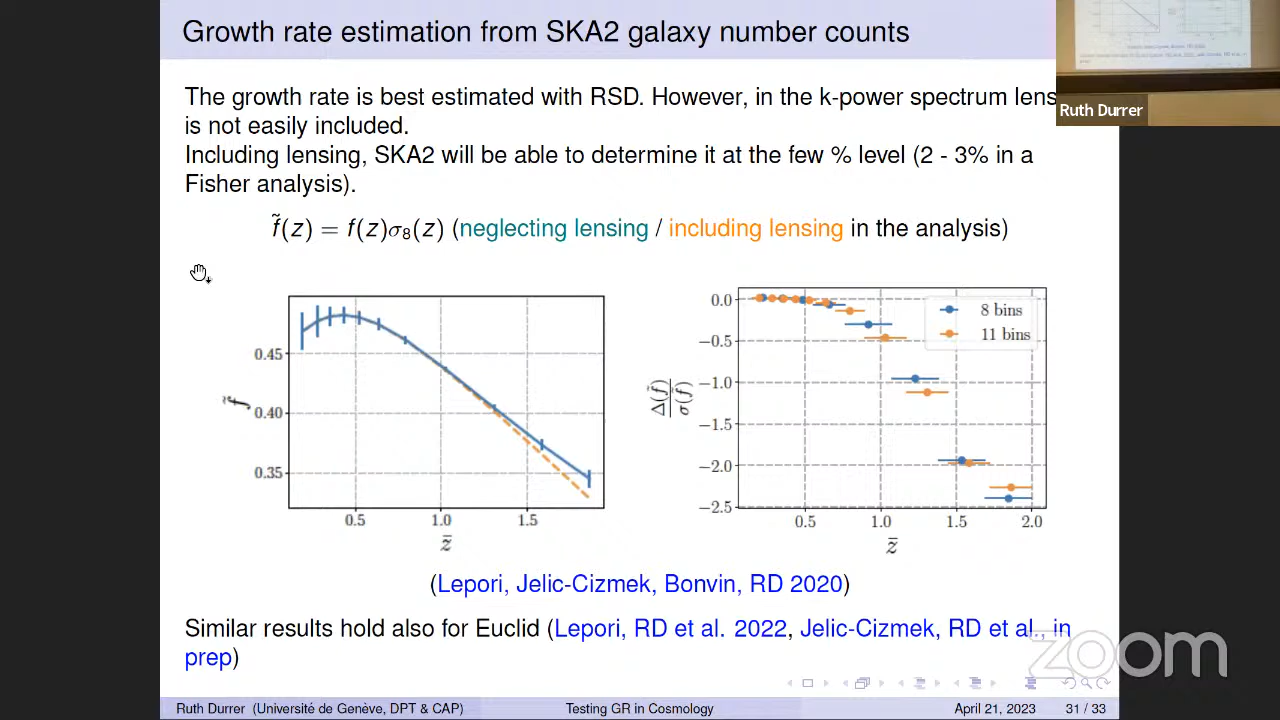 Growth rate estimation from SKA2 galaxy number counts
Ruth Durrer
The growth rate is best estimated with RSD. However, in the k-power spectrum lens
is not easily included.
Including lensing, SKA2 will be able to determine it at the few % level (2 - 3% in a
Fisher analysis).
f̃(z) = f(z)σ₈(z) (neglecting lensing / including lensing in the analysis)
f̃
0.45
0.40
0.35
0.5 1.0 1.5
z̄
Δ(f̃)
σ(f̃)
0.0
−0.5
−1.0
−1.5
−2.0
−2.5
8 bins
11 bins
0.5 1.0 1.5 2.0
z̄
(Lepori, Jelic-Cizmek, Bonvin, RD 2020)
Similar results hold also for Euclid (Lepori, RD et al. 2022, Jelic-Cizmek, RD et al., in
prep)
zoom
Ruth Durrer (Université de Genève, DPT & CAP) Testing GR in Cosmology April 21, 2023 31 / 33